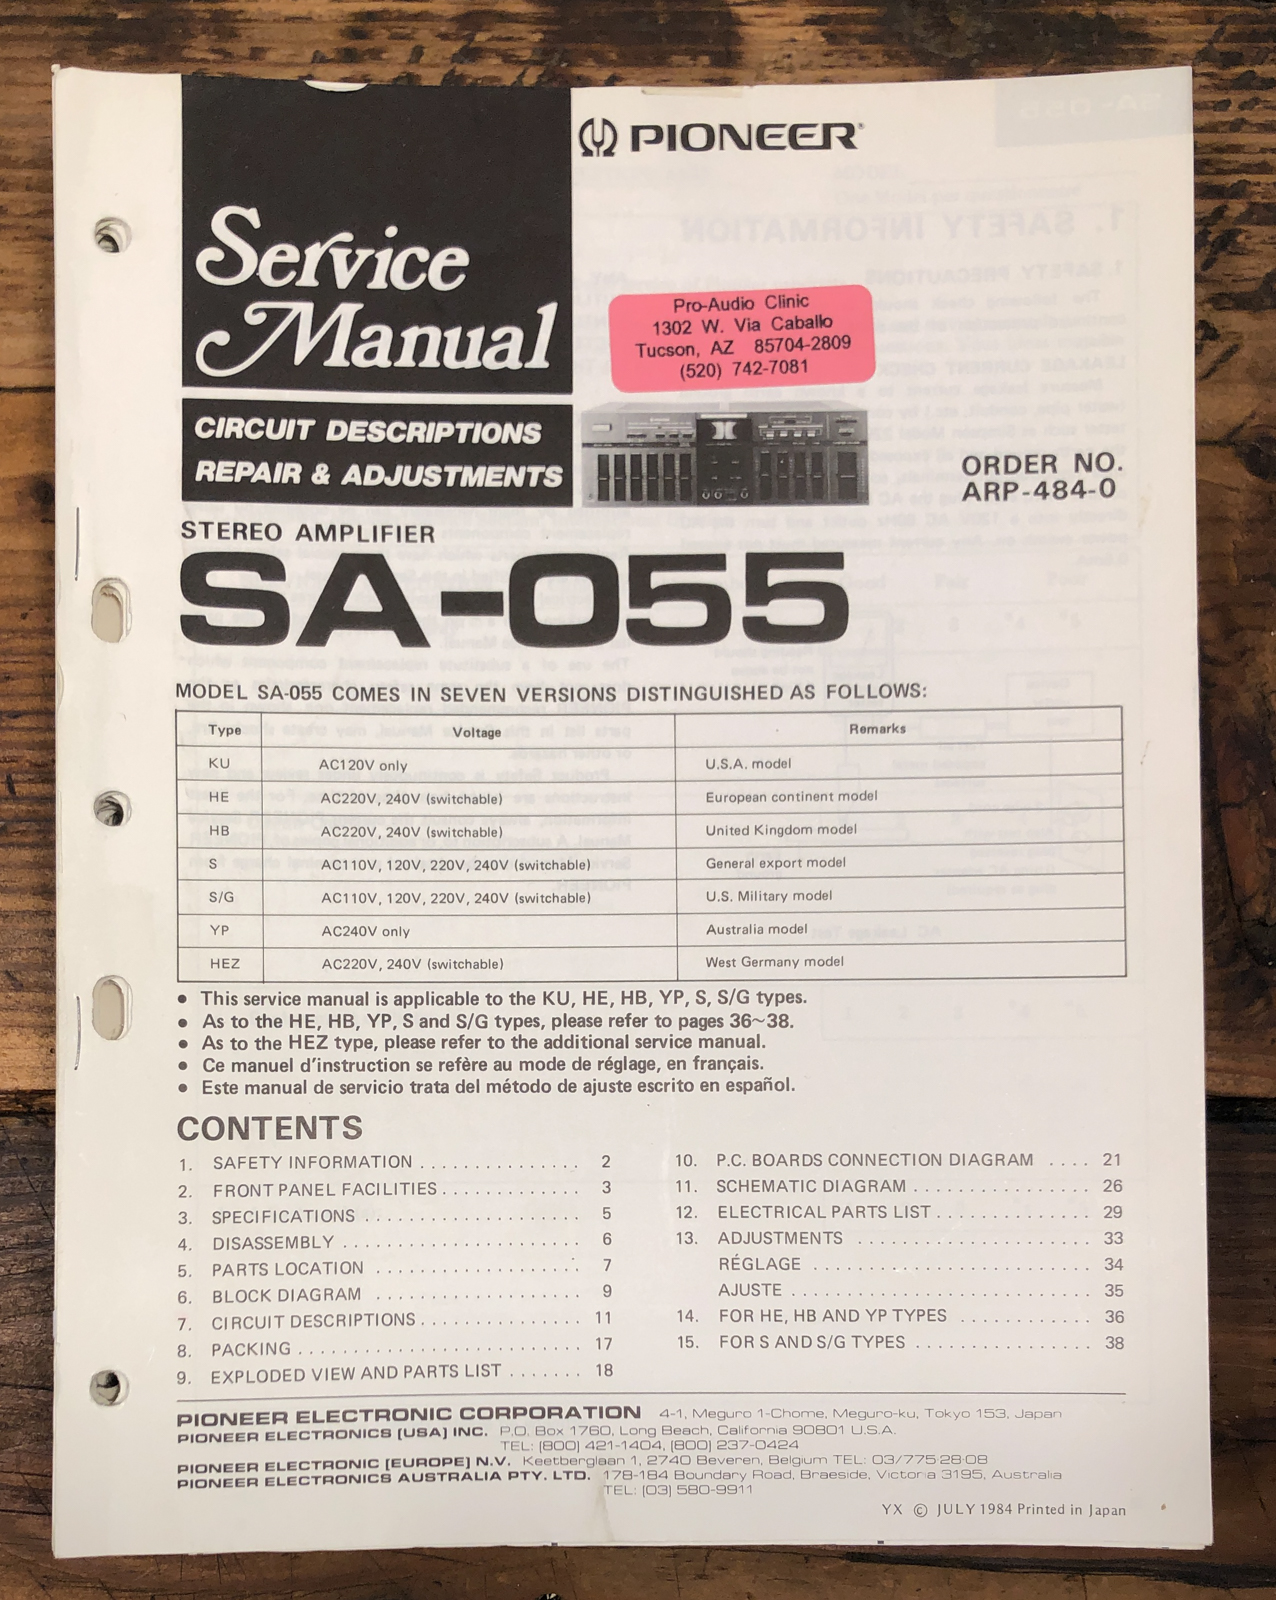 PIONEER®
Service
Manual
Pro-Audio Clinic
1302 W. Via Caballo
Tucson, AZ 85704-2809
(520) 742-7081
CIRCUIT DESCRIPTIONS
REPAIR & ADJUSTMENTS
ORDER NO.
ARP-484-0
STEREO AMPLIFIER
SA-055
MODEL SA-055 COMES IN SEVEN VERSIONS DISTINGUISHED AS FOLLOWS:
Type Voltage Remarks
KU AC120V only U.S.A. model
HE AC220V, 240V (switchable) European continent model
HB AC220V, 240V (switchable) United Kingdom model
S AC110V, 120V, 220V, 240V (switchable) General export model
S/G AC110V, 120V, 220V, 240V (switchable) U.S. Military model
YP AC240V only Australia model
HEZ AC220V, 240V (switchable) West Germany model
● This service manual is applicable to the KU, HE, HB, YP, S, S/G types.
● As to the HE, HB, YP, S and S/G types, please refer to pages 36~38.
● As to the HEZ type, please refer to the additional service manual.
● Ce manuel d'instruction se refère au mode de réglage, en français.
● Este manual de servicio trata del método de ajuste escrito en español.
CONTENTS
1. SAFETY INFORMATION ............... 2
2. FRONT PANEL FACILITIES ............. 3
3. SPECIFICATIONS .................... 5
4. DISASSEMBLY ...................... 6
5. PARTS LOCATION ................... 7
6. BLOCK DIAGRAM ................... 9
7. CIRCUIT DESCRIPTIONS ............... 11
8. PACKING .......................... 17
9. EXPLODED VIEW AND PARTS LIST ....... 18
10. P.C. BOARDS CONNECTION DIAGRAM .... 21
11. SCHEMATIC DIAGRAM ................ 26
12. ELECTRICAL PARTS LIST .............. 29
13. ADJUSTMENTS ..................... 33
RÉGLAGE ......................... 34
AJUSTE ........................... 35
14. FOR HE, HB AND YP TYPES ............ 36
15. FOR S AND S/G TYPES ................ 38
PIONEER ELECTRONIC CORPORATION 4-1, Meguro 1-Chome, Meguro-ku, Tokyo 153, Japan
PIONEER ELECTRONICS [USA] INC. P.O. Box 1760, Long Beach, California 90801 U.S.A.
TEL: [800] 421-1404, [800] 237-0424
PIONEER ELECTRONIC [EUROPE] N.V. Keetberglaan 1, 2740 Beveren, Belgium TEL: 03/775·28·08
PIONEER ELECTRONICS AUSTRALIA PTY. LTD. 178-184 Boundary Road, Braeside, Victoria 3195, Australia
TEL: [03] 580-9911
YX © JULY 1984 Printed in Japan